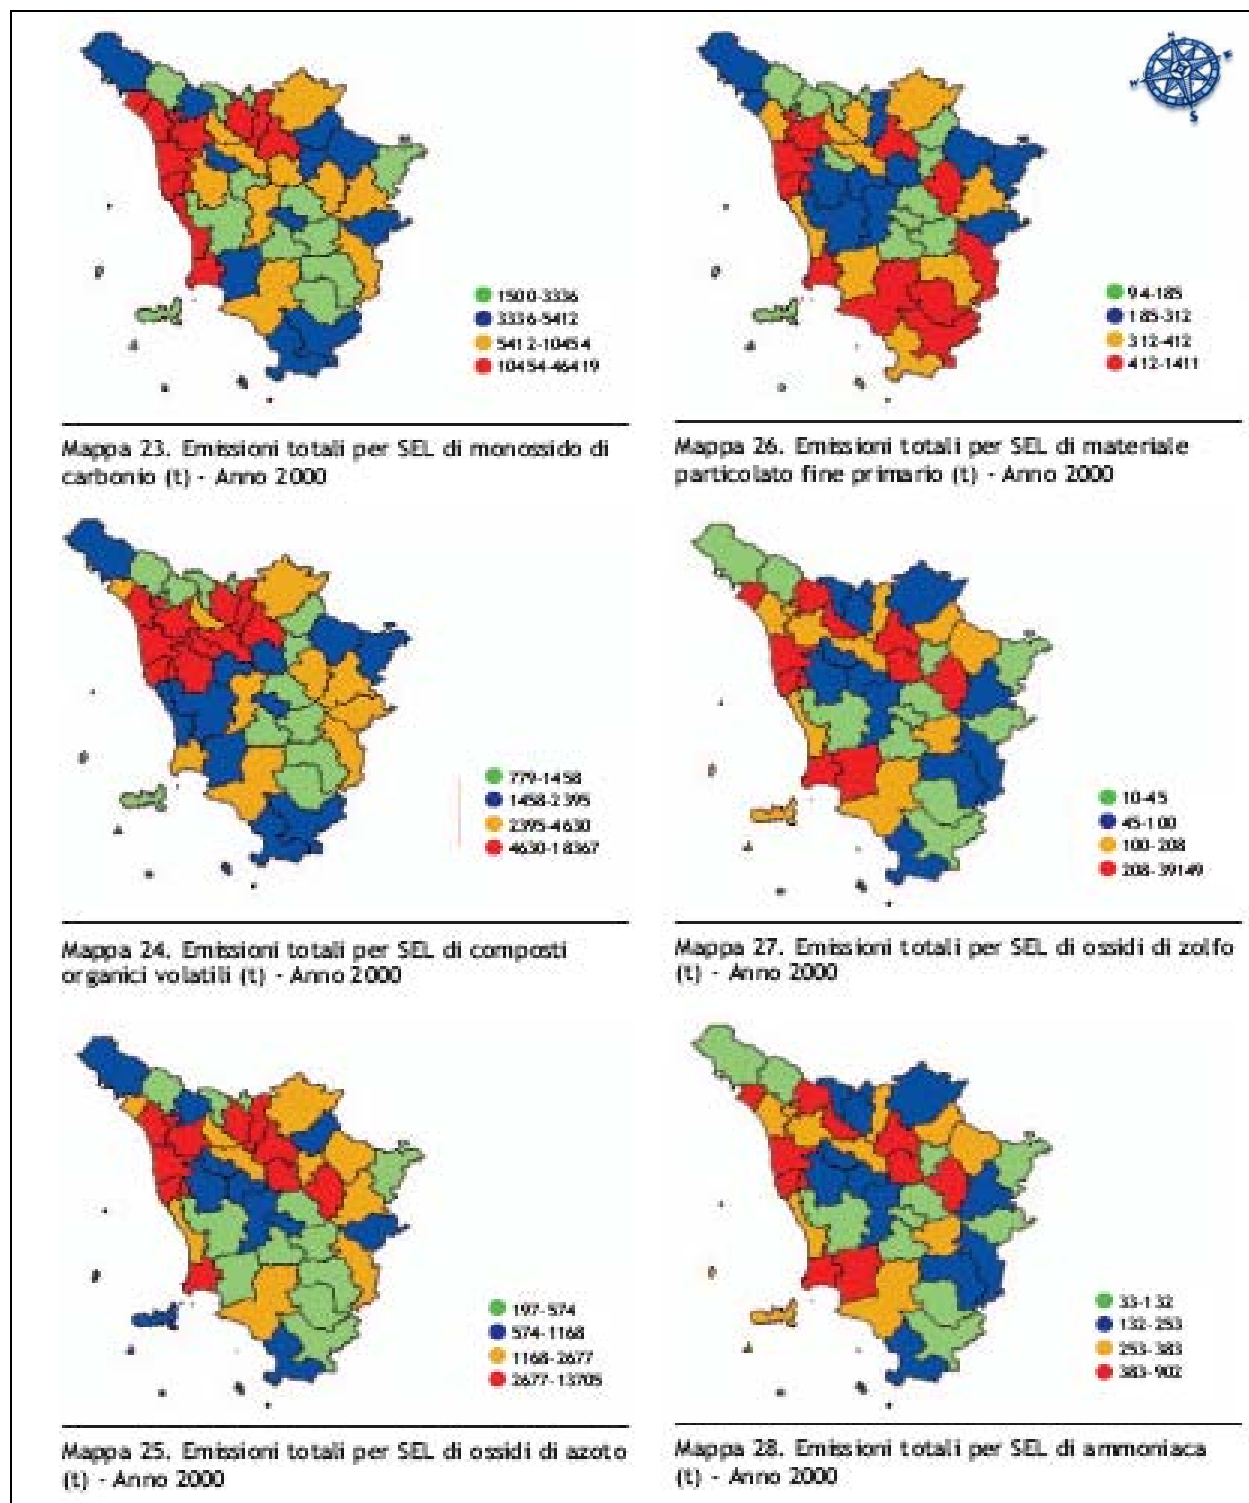 N
E
W
S
1500-3336
3336-5412
5412-10454
10454-46419
Mappa 23. Emissioni totali per SEL di monossido di
carbonio (t) - Anno 2000
94-185
185-312
312-412
412-1411
Mappa 26. Emissioni totali per SEL di materiale
particolato fine primario (t) - Anno 2000
779-1458
1458-2395
2395-4630
4630-18367
Mappa 24. Emissioni totali per SEL di composti
organici volatili (t) - Anno 2000
10-45
45-100
100-208
208-39149
Mappa 27. Emissioni totali per SEL di ossidi di zolfo
(t) - Anno 2000
197-574
574-1168
1168-2677
2677-13705
Mappa 25. Emissioni totali per SEL di ossidi di azoto
(t) - Anno 2000
33-132
132-253
253-383
383-902
Mappa 28. Emissioni totali per SEL di ammoniaca
(t) - Anno 2000